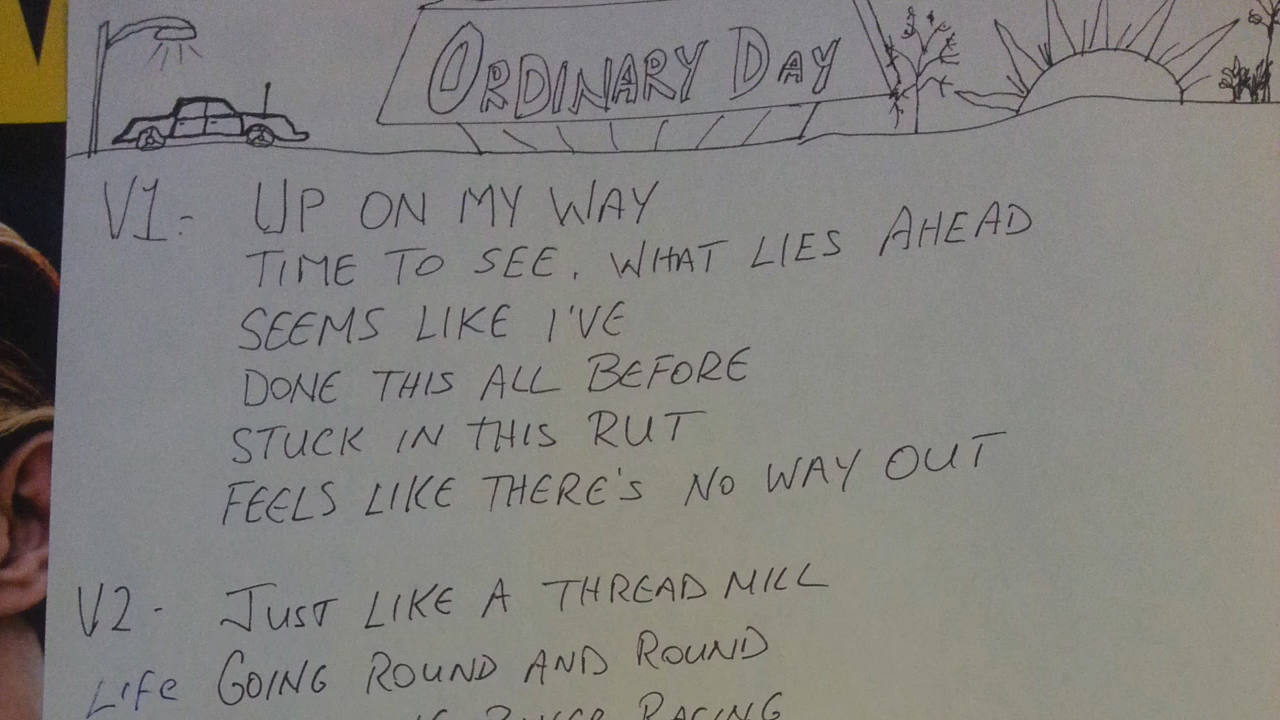 ORDINARY DAY
V1:- UP ON MY WAY
TIME TO SEE, WHAT LIES AHEAD
SEEMS LIKE I'VE
DONE THIS ALL BEFORE
STUCK IN THIS RUT
FEELS LIKE THERE'S NO WAY OUT
V2- JUST LIKE A THREAD MILL
LIFE GOING ROUND AND ROUND
RACING